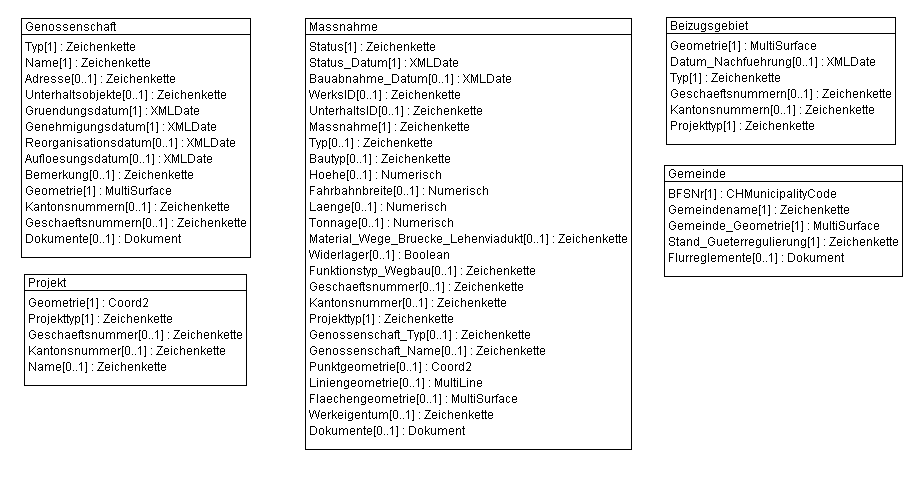 Genossenschaft
Typ[1] : Zeichenkette
Name[1] : Zeichenkette
Adresse[0..1] : Zeichenkette
Unterhaltsobjekte[0..1] : Zeichenkette
Gruendungsdatum[1] : XMLDate
Genehmigungsdatum[1] : XMLDate
Reorganisationsdatum[0..1] : XMLDate
Aufloesungsdatum[0..1] : XMLDate
Bemerkung[0..1] : Zeichenkette
Geometrie[1] : MultiSurface
Kantonsnummern[0..1] : Zeichenkette
Geschaeftsnummern[0..1] : Zeichenkette
Dokumente[0..1] : Dokument
Projekt
Geometrie[1] : Coord2
Projekttyp[1] : Zeichenkette
Geschaeftsnummer[0..1] : Zeichenkette
Kantonsnummer[0..1] : Zeichenkette
Name[0..1] : Zeichenkette
Massnahme
Status[1] : Zeichenkette
Status_Datum[1] : XMLDate
Bauabnahme_Datum[0..1] : XMLDate
WerksID[0..1] : Zeichenkette
UnterhaltsID[0..1] : Zeichenkette
Massnahme[1] : Zeichenkette
Typ[0..1] : Zeichenkette
Bautyp[0..1] : Zeichenkette
Hoehe[0..1] : Numerisch
Fahrbahnbreite[0..1] : Numerisch
Laenge[0..1] : Numerisch
Tonnage[0..1] : Numerisch
Material_Wege_Bruecke_Lehenviadukt[0..1] : Zeichenkette
Widerlager[0..1] : Boolean
Funktionstyp_Wegbau[0..1] : Zeichenkette
Geschaeftsnummer[0..1] : Zeichenkette
Kantonsnummer[0..1] : Zeichenkette
Projekttyp[1] : Zeichenkette
Genossenschaft_Typ[0..1] : Zeichenkette
Genossenschaft_Name[0..1] : Zeichenkette
Punktgeometrie[0..1] : Coord2
Liniengeometrie[0..1] : MultiLine
Flaechengeometrie[0..1] : MultiSurface
Werkeigentum[0..1] : Zeichenkette
Dokumente[0..1] : Dokument
Beizugsgebiet
Geometrie[1] : MultiSurface
Datum_Nachfuehrung[0..1] : XMLDate
Typ[1] : Zeichenkette
Geschaeftsnummern[0..1] : Zeichenkette
Kantonsnummern[0..1] : Zeichenkette
Projekttyp[1] : Zeichenkette
Gemeinde
BFSNr[1] : CHMunicipalityCode
Gemeindename[1] : Zeichenkette
Gemeinde_Geometrie[1] : MultiSurface
Stand_Gueterregulierung[1] : Zeichenkette
Flurreglemente[0..1] : Dokument